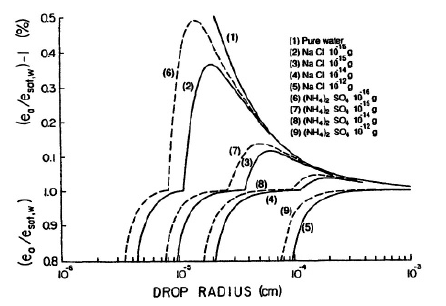 0.5
0.4
0.3
0.2
0.1
1.0
0.9
0.8
(e_a/e_sat,w)-1 (%)
(e_a/e_sat,w)
(1)
(6)
(2)
(7)
(3)
(8)
(4)
(9)
(5)
(1) Pure water
(2) Na Cl 10^-16 g
(3) Na Cl 10^-15 g
(4) Na Cl 10^-14 g
(5) Na Cl 10^-12 g
(6) (NH4)2 SO4 10^-16 g
(7) (NH4)2 SO4 10^-15 g
(8) (NH4)2 SO4 10^-14 g
(9) (NH4)2 SO4 10^-12 g
10^-6 10^-5 10^-4 10^-3
DROP RADIUS (cm)